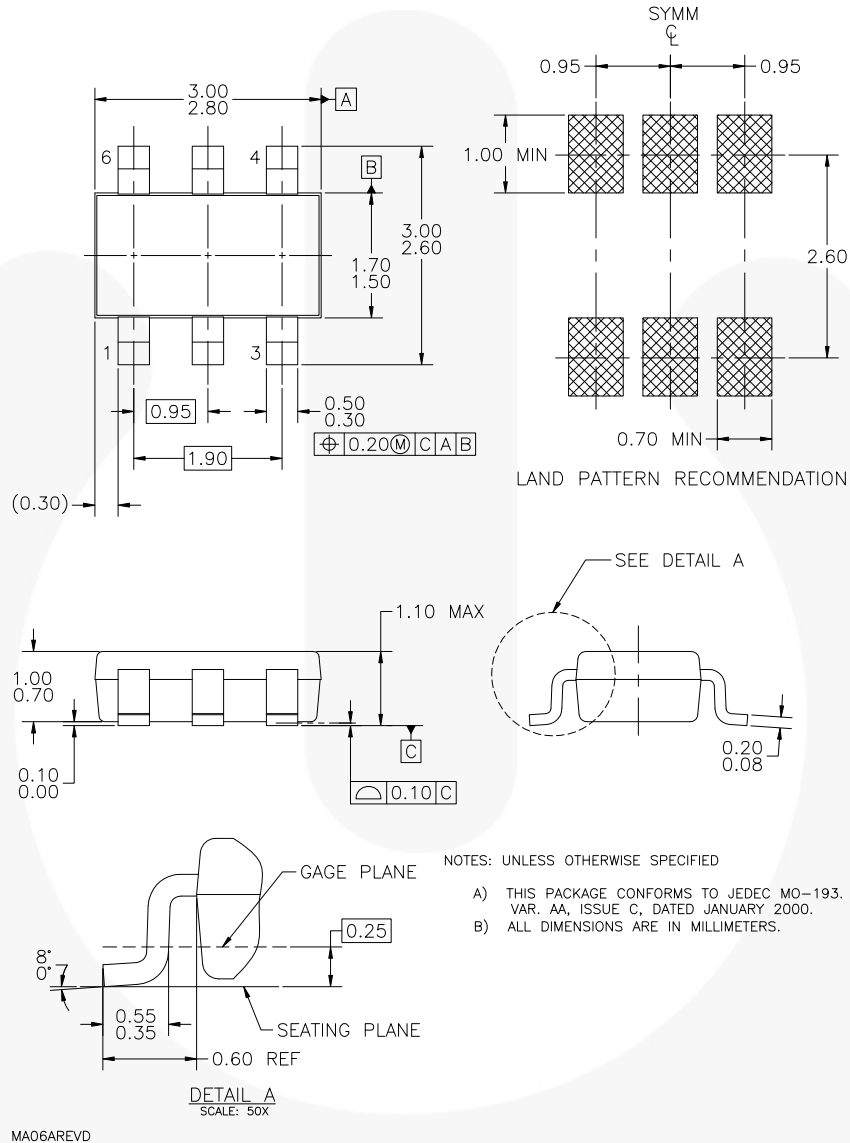 SYMM
℄
0.95
0.95
3.00
2.80
A
6
4
B
1.00 MIN
3.00
2.60
1.70
1.50
2.60
1
3
0.95
0.50
0.30
⌖ 0.20Ⓜ C A B
1.90
0.70 MIN
(0.30)
LAND PATTERN RECOMMENDATION
SEE DETAIL A
1.10 MAX
1.00
0.70
C
0.10
0.00
⌓ 0.10 C
0.20
0.08
GAGE PLANE
0.25
8°
0°
0.55
0.35
SEATING PLANE
0.60 REF
DETAIL A
SCALE: 50X
NOTES: UNLESS OTHERWISE SPECIFIED
A) THIS PACKAGE CONFORMS TO JEDEC MO-193.
VAR. AA, ISSUE C, DATED JANUARY 2000.
B) ALL DIMENSIONS ARE IN MILLIMETERS.
MA06AREVD